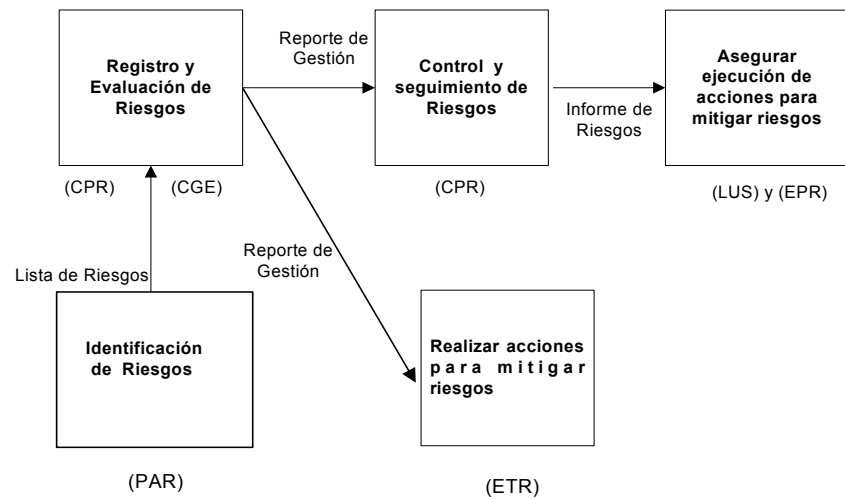 Registro y
Evaluación de
Riesgos
Reporte de
Gestión
Control y
seguimiento de
Riesgos
Informe de
Riesgos
Asegurar
ejecución de
acciones para
mitigar riesgos
(CPR)
(CGE)
(CPR)
(LUS) y (EPR)
Lista de Riesgos
Reporte de
Gestión
Identificación
de Riesgos
Realizar acciones
para mitigar
riesgos
(PAR)
(ETR)